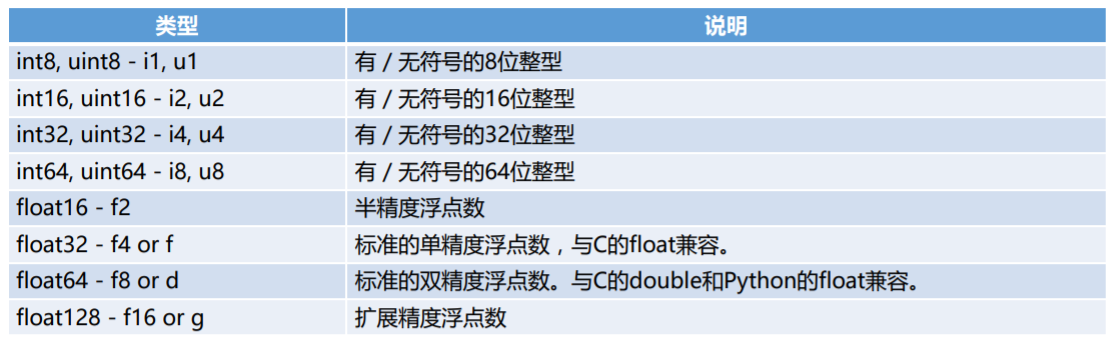 类型 说明
int8, uint8 - i1, u1 有 / 无符号的8位整型
int16, uint16 - i2, u2 有 / 无符号的16位整型
int32, uint32 - i4, u4 有 / 无符号的32位整型
int64, uint64 - i8, u8 有 / 无符号的64位整型
float16 - f2 半精度浮点数
float32 - f4 or f 标准的单精度浮点数，与C的float兼容。
float64 - f8 or d 标准的双精度浮点数。与C的double和Python的float兼容。
float128 - f16 or g 扩展精度浮点数